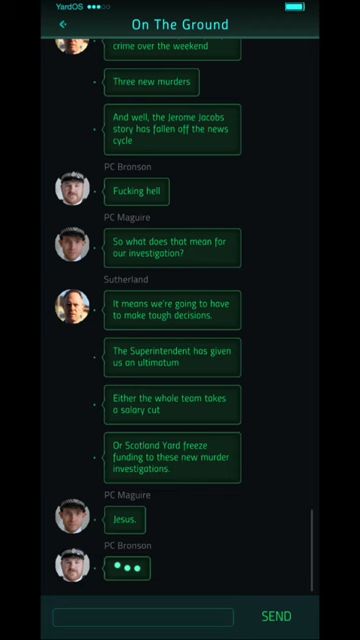 YardOS
On The Ground
crime over the weekend
Three new murders
And well, the Jerome Jacobs
story has fallen off the news
cycle
PC Bronson
Fucking hell
PC Maguire
So what does that mean for
our investigation?
Sutherland
It means we're going to have
to make tough decisions.
The Superintendent has given
us an ultimatum
Either the whole team takes
a salary cut
Or Scotland Yard freeze
funding to these new murder
investigations.
PC Maguire
Jesus.
PC Bronson
SEND